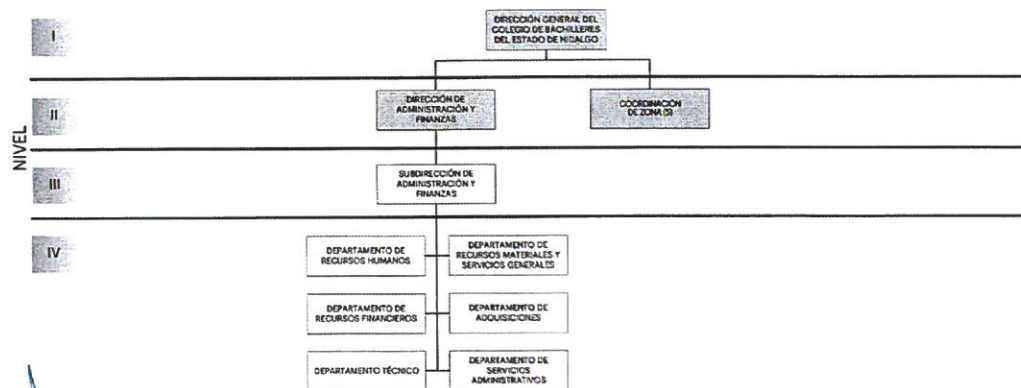 NIVEL
I
DIRECCIÓN GENERAL DEL
COLEGIO DE BACHILLERES
DEL ESTADO DE HIDALGO
II
DIRECCIÓN DE
ADMINISTRACIÓN Y
FINANZAS
COORDINACIÓN
DE ZONA (5)
III
SUBDIRECCIÓN DE
ADMINISTRACIÓN Y
FINANZAS
IV
DEPARTAMENTO DE
RECURSOS HUMANOS
DEPARTAMENTO DE
RECURSOS MATERIALES Y
SERVICIOS GENERALES
DEPARTAMENTO DE
RECURSOS FINANCIEROS
DEPARTAMENTO DE
ADQUISICIONES
DEPARTAMENTO TÉCNICO
DEPARTAMENTO DE
SERVICIOS
ADMINISTRATIVOS